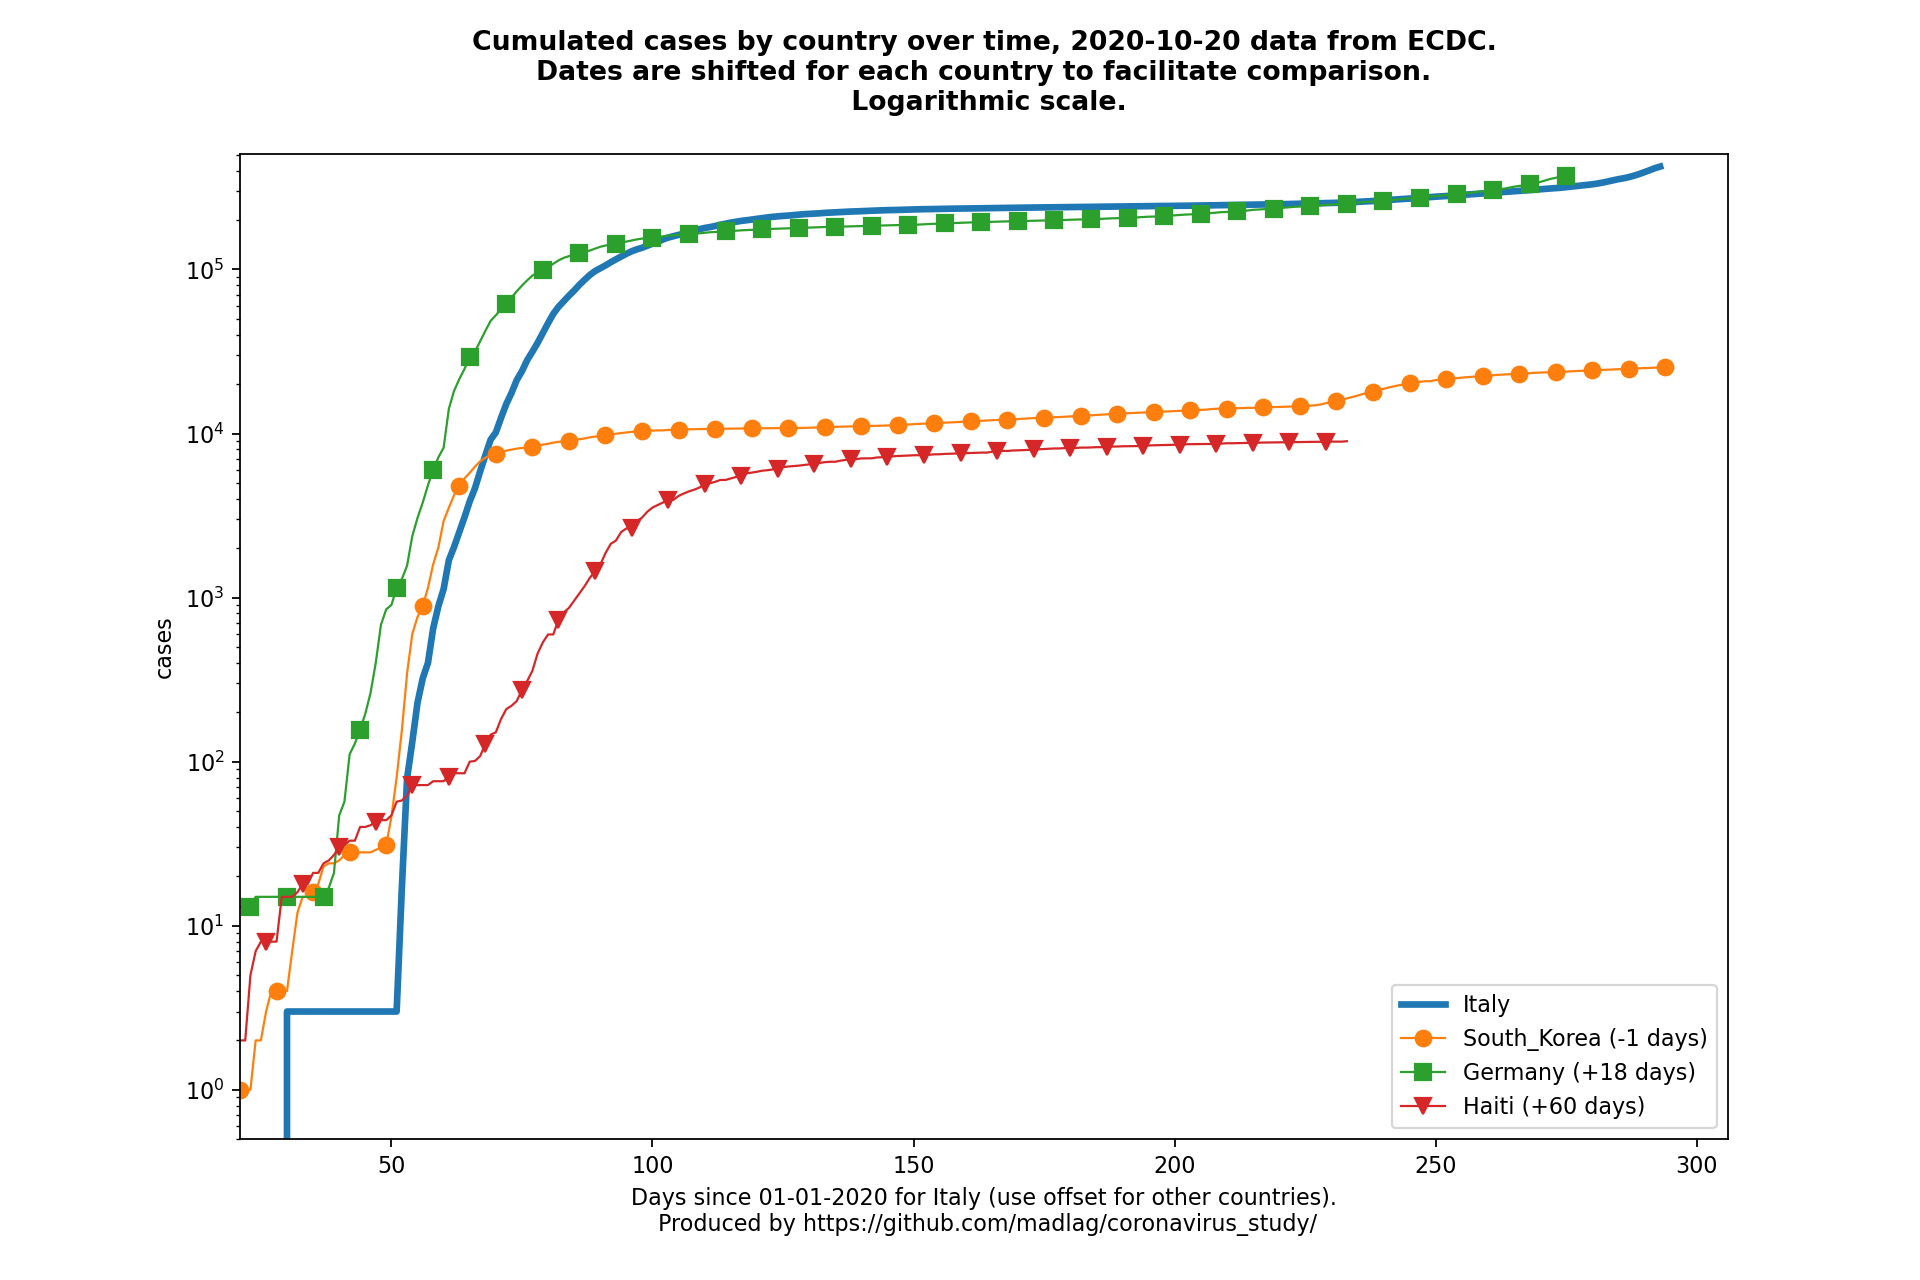 Cumulated cases by country over time, 2020-10-20 data from ECDC.
Dates are shifted for each country to facilitate comparison.
Logarithmic scale.
cases
10⁵
10⁴
10³
10²
10¹
10⁰
50 100 150 200 250 300
Italy
South_Korea (-1 days)
Germany (+18 days)
Haiti (+60 days)
Days since 01-01-2020 for Italy (use offset for other countries).
Produced by https://github.com/madlag/coronavirus_study/